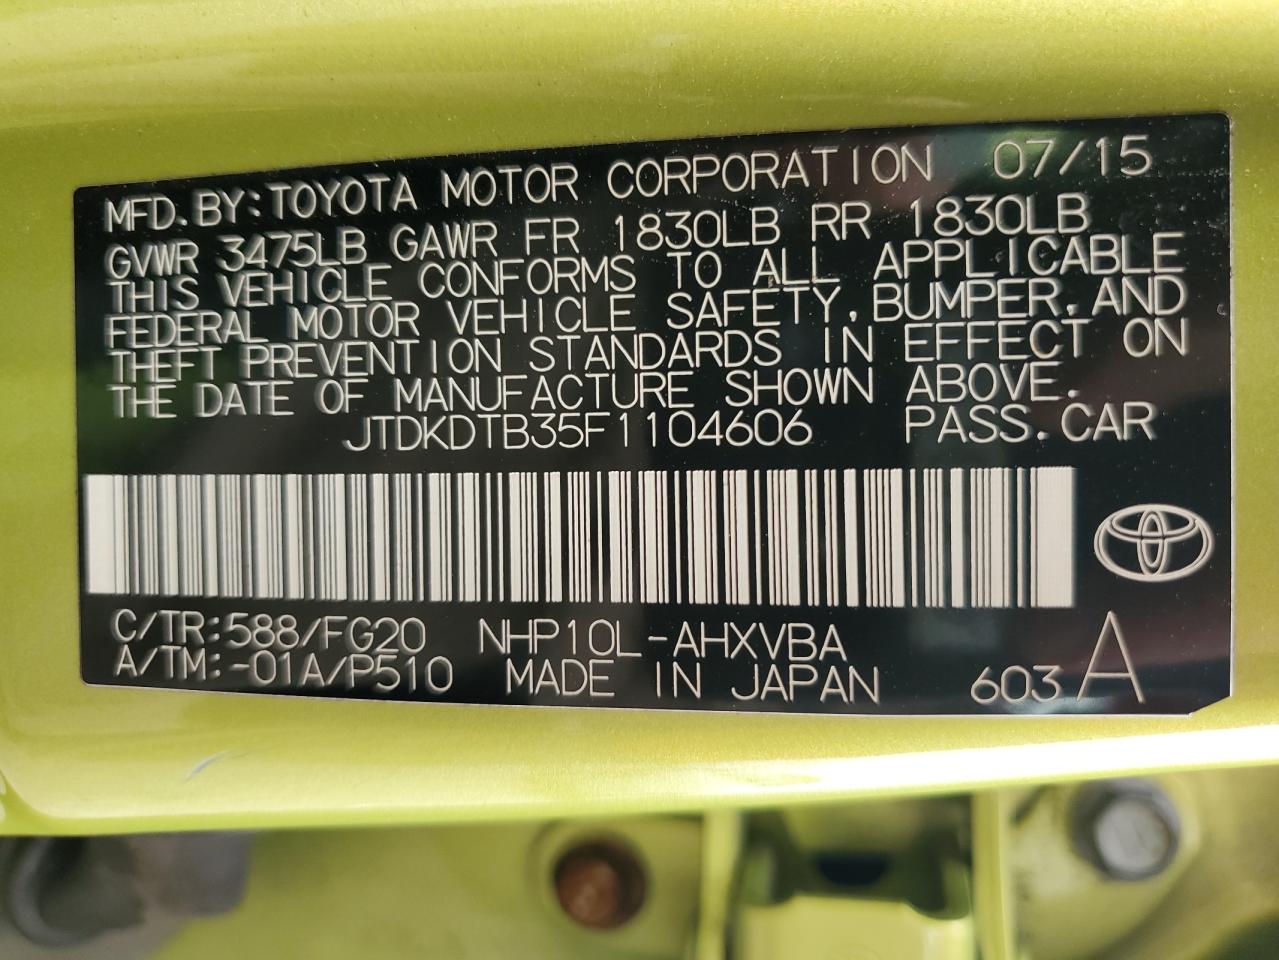 MFD. BY: TOYOTA MOTOR CORPORATION 07/15
GVWR 3475LB GAWR FR 1830LB RR 1830LB
THIS VEHICLE CONFORMS TO ALL APPLICABLE
FEDERAL MOTOR VEHICLE SAFETY, BUMPER, AND
THEFT PREVENTION STANDARDS IN EFFECT ON
THE DATE OF MANUFACTURE SHOWN ABOVE.
JTDKDTB35F1104606 PASS. CAR
C/TR: 588/FG20 NHP10L-AHXVBA
A/TM: -01A/P510 MADE IN JAPAN 603 A